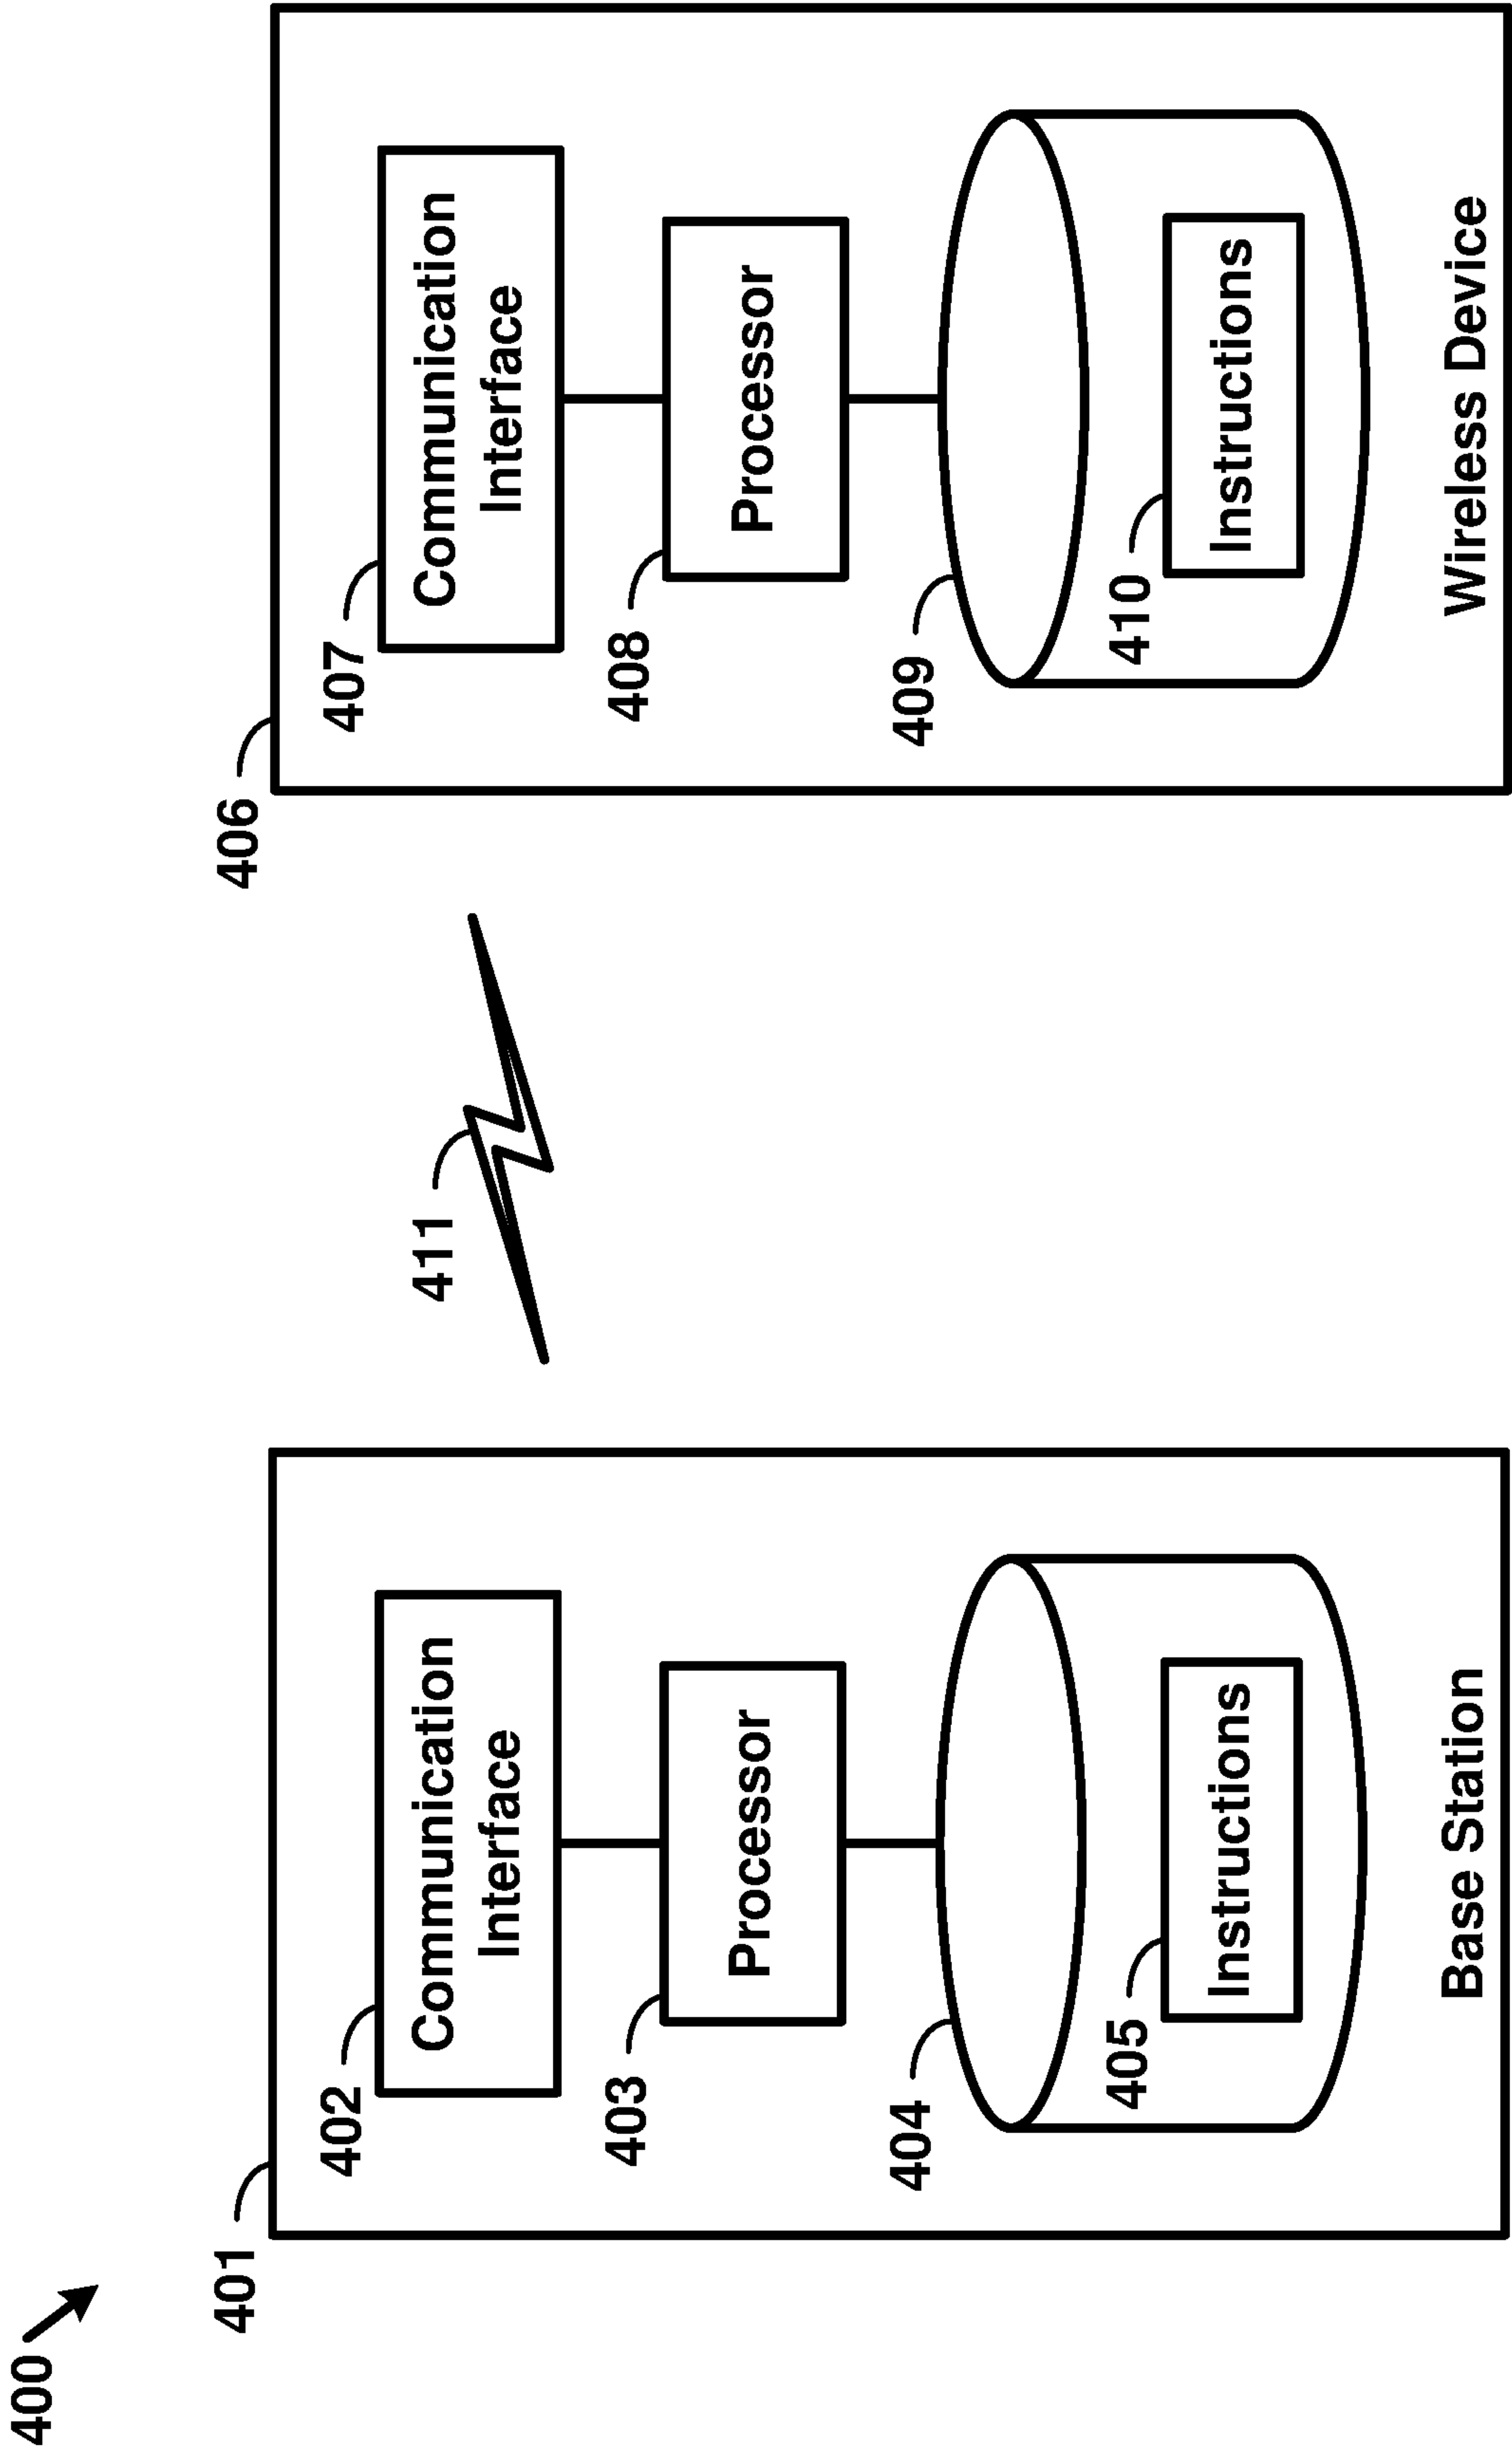 400
401
402
Communication
Interface
403
Processor
404
405
Instructions
Base Station
411
406
407
Communication
Interface
408
Processor
409
410
Instructions
Wireless Device